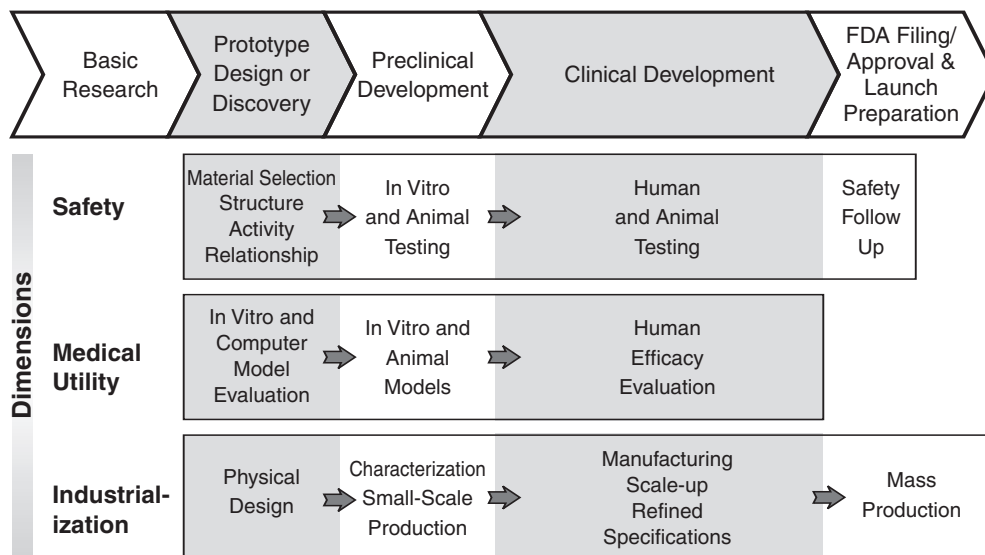 Basic
Research
Prototype
Design or
Discovery
Preclinical
Development
Clinical Development
FDA Filing/
Approval &
Launch
Preparation
Dimensions
Safety
Material Selection
Structure
Activity
Relationship
In Vitro
and Animal
Testing
Human
and Animal
Testing
Safety
Follow
Up
Medical
Utility
In Vitro and
Computer
Model
Evaluation
In Vitro and
Animal
Models
Human
Efficacy
Evaluation
Industrial-
ization
Physical
Design
Characterization
Small-Scale
Production
Manufacturing
Scale-up
Refined
Specifications
Mass
Production